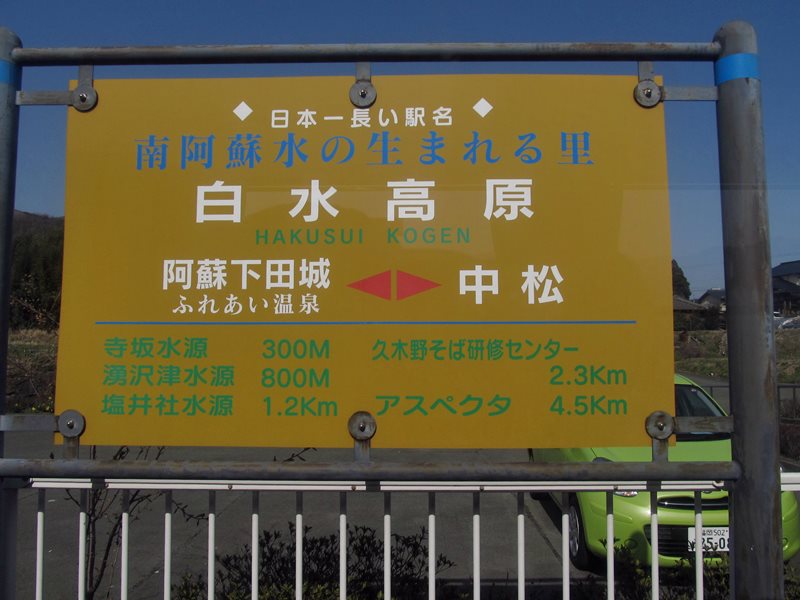 ◆ 日本一長い駅名 ◆
南阿蘇水の生まれる里
白水高原
HAKUSUI KOGEN
阿蘇下田城
ふれあい温泉
中松
寺坂水源 300M
湧沢津水源 800M
塩井社水源 1.2Km
久木野そば研修センター
2.3Km
アスペクタ 4.5Km
502